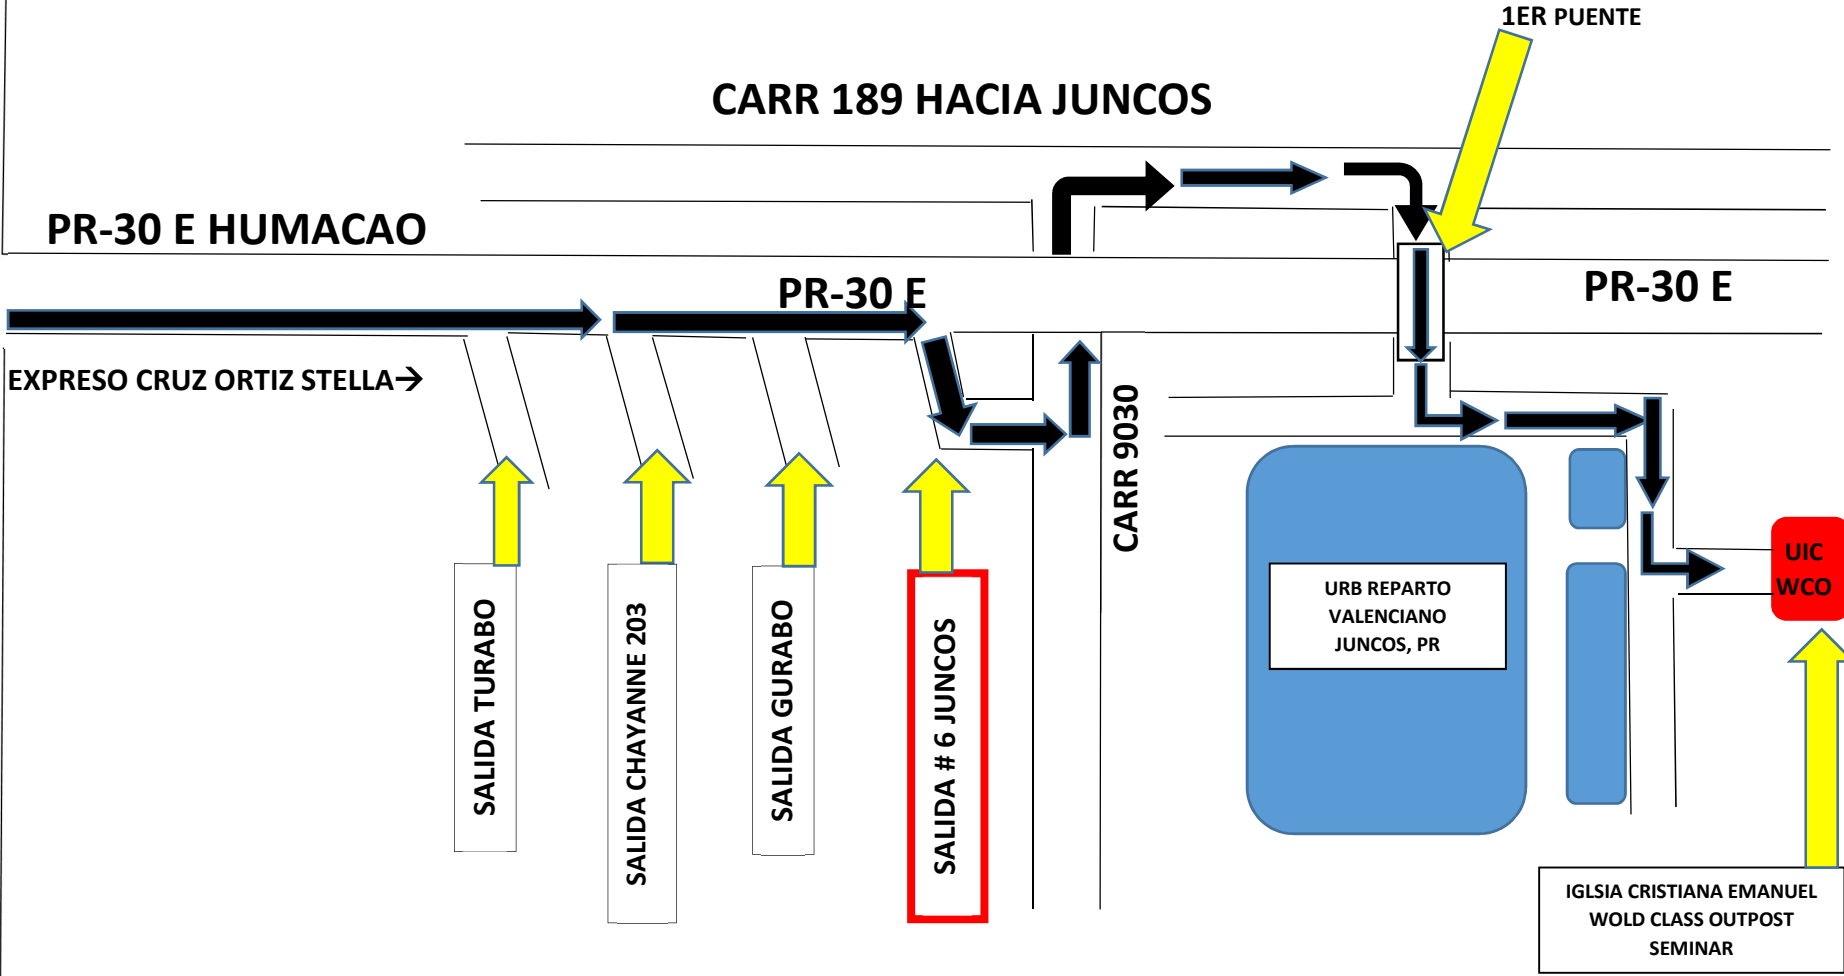 1ER PUENTE
CARR 189 HACIA JUNCOS
PR-30 E HUMACAO
PR-30 E
PR-30 E
EXPRESO CRUZ ORTIZ STELLA→
CARR 9030
SALIDA TURABO
SALIDA CHAYANNE 203
SALIDA GURABO
SALIDA # 6 JUNCOS
URB REPARTO
VALENCIANO
JUNCOS, PR
UIC
WCO
IGLSIA CRISTIANA EMANUEL
WOLD CLASS OUTPOST
SEMINAR